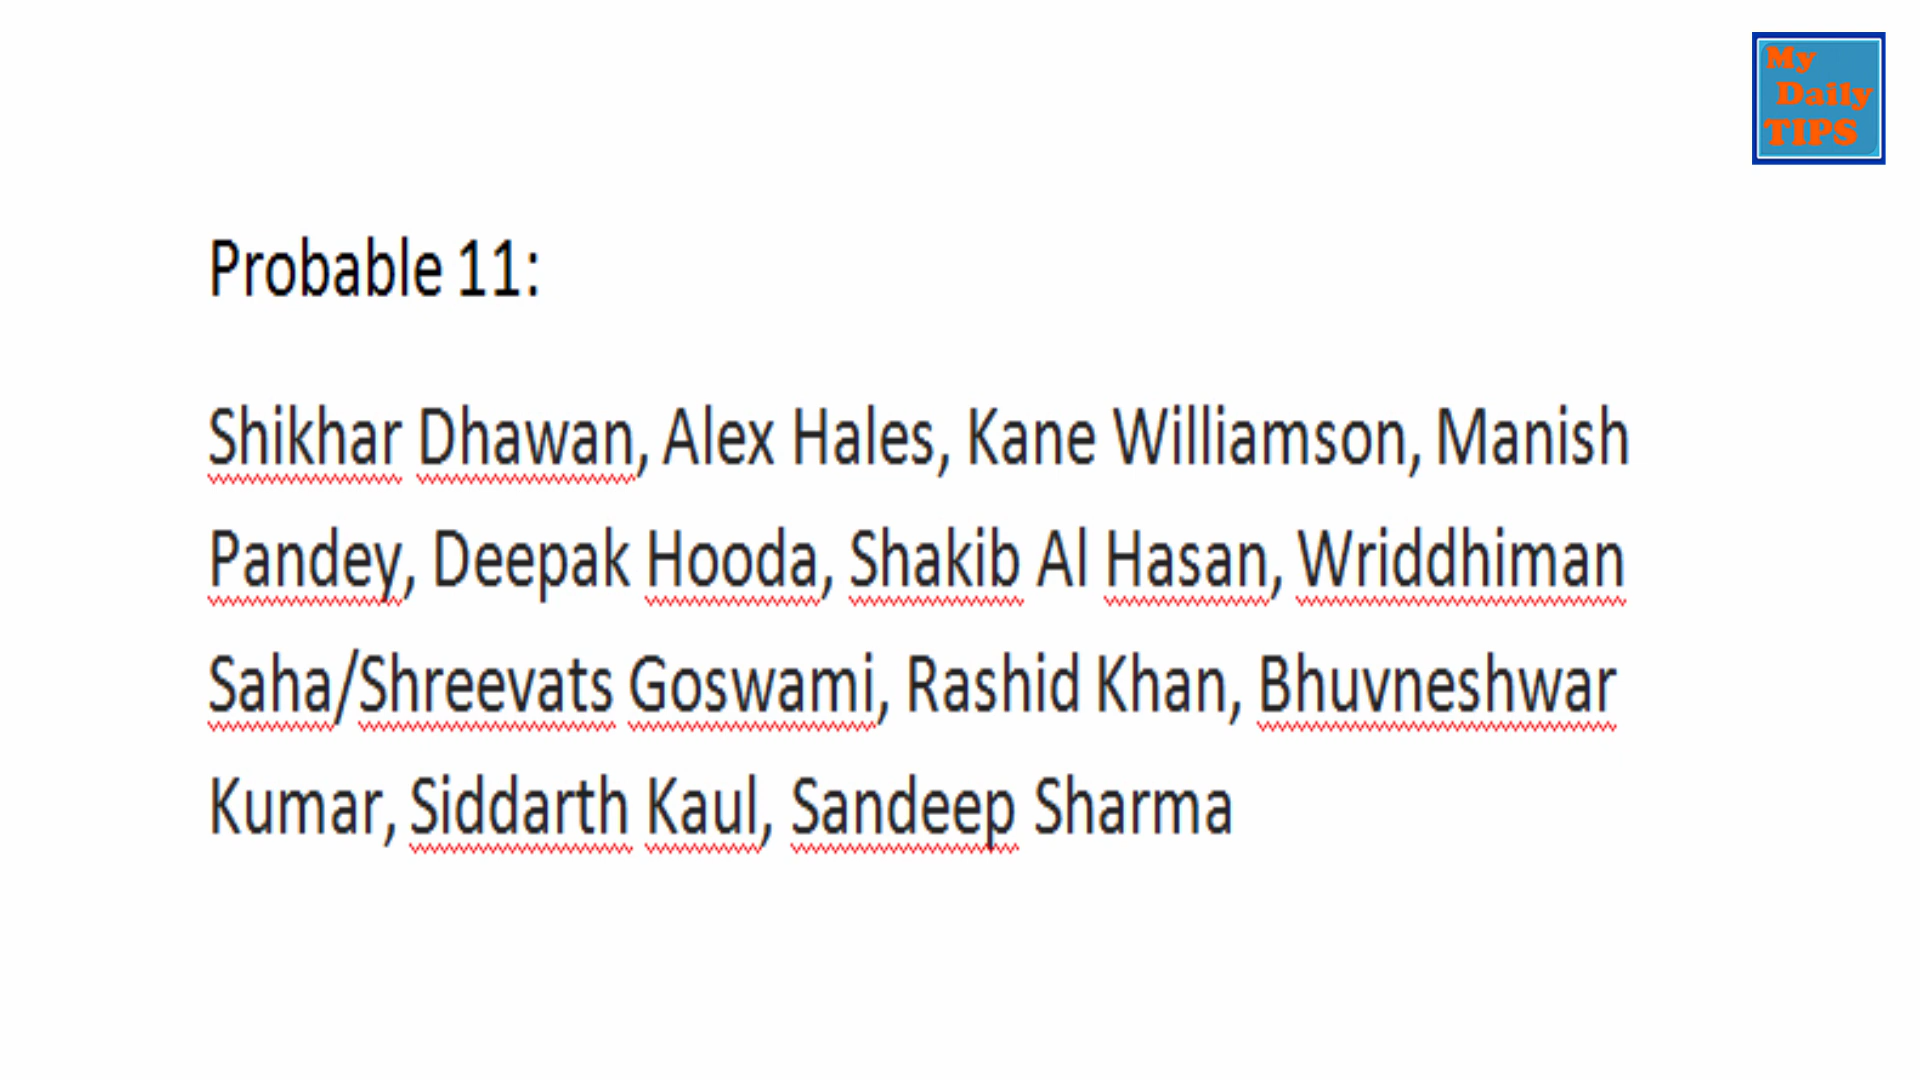 My
Daily
TIPS
Probable 11:
Shikhar Dhawan, Alex Hales, Kane Williamson, Manish
Pandey, Deepak Hooda, Shakib Al Hasan, Wriddhiman
Saha/Shreevats Goswami, Rashid Khan, Bhuvneshwar
Kumar, Siddarth Kaul, Sandeep Sharma